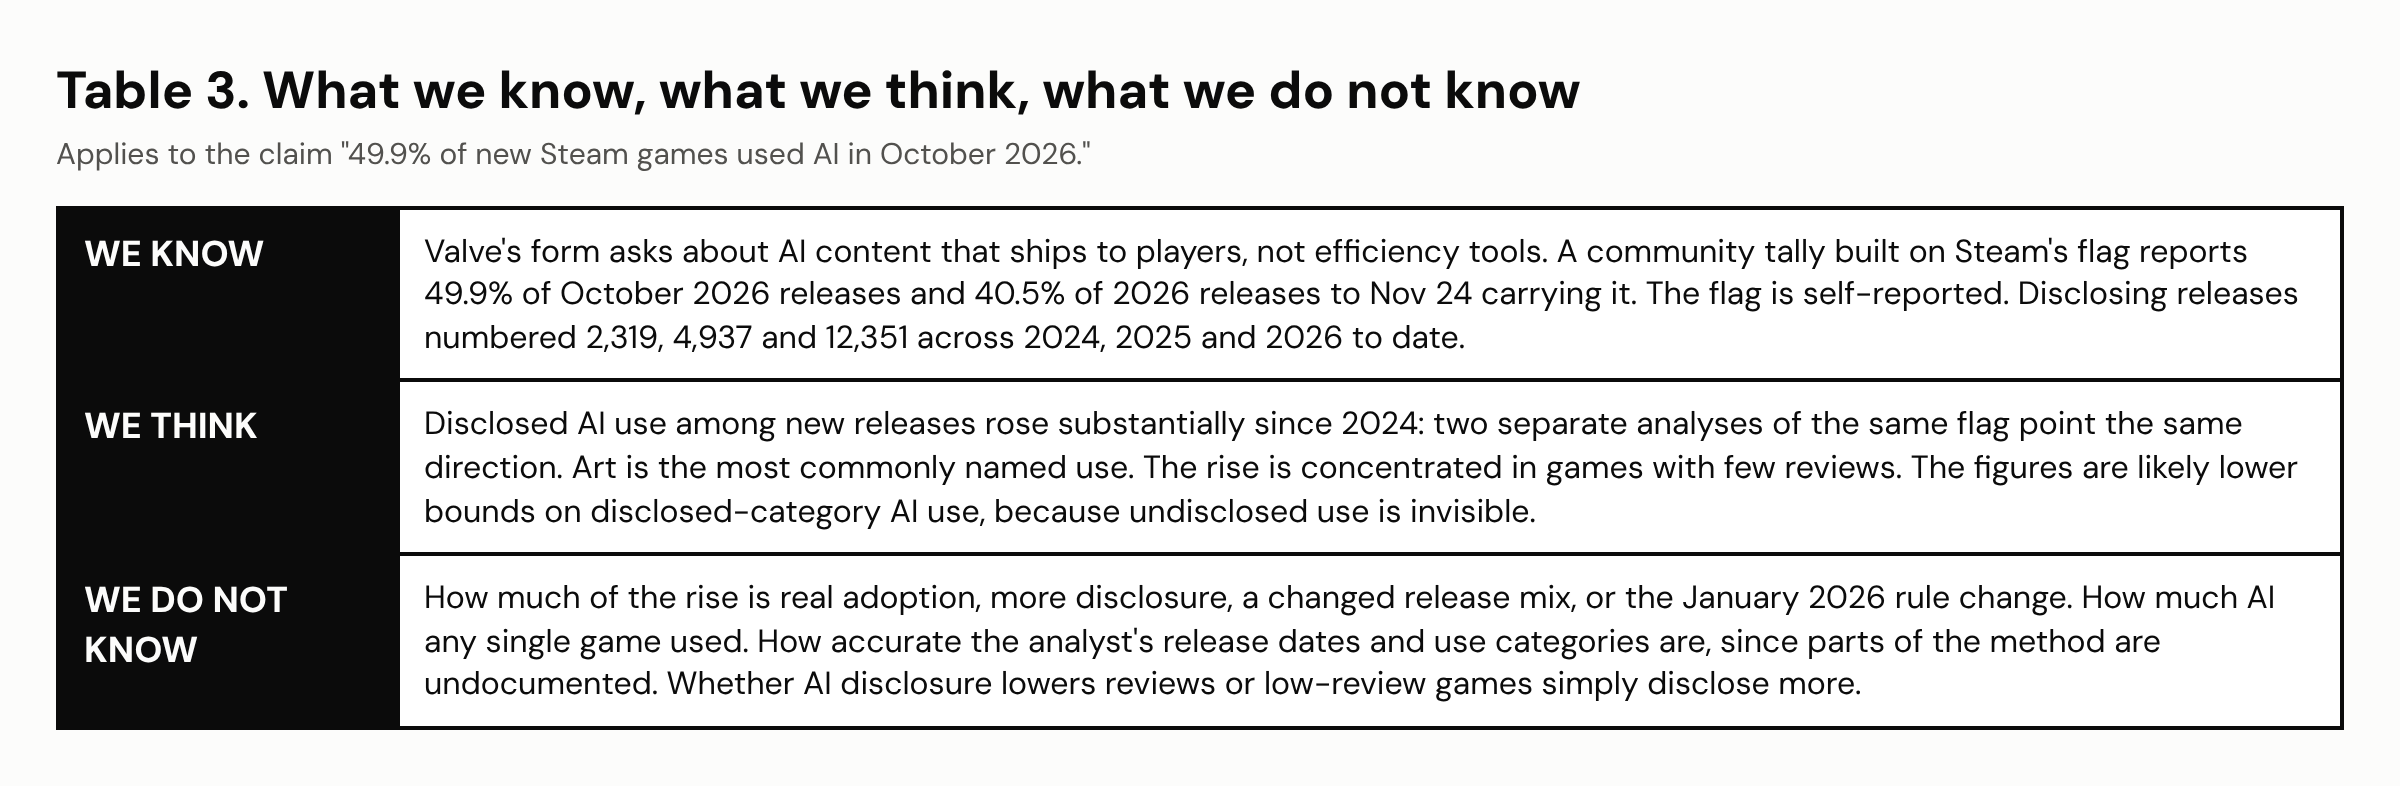 Table 3. What we know, what we think, what we do not know
Applies to the claim "49.9% of new Steam games used AI in October 2026."
WE KNOW
Valve's form asks about AI content that ships to players, not efficiency tools. A community tally built on Steam's flag reports
49.9% of October 2026 releases and 40.5% of 2026 releases to Nov 24 carrying it. The flag is self-reported. Disclosing releases
numbered 2,319, 4,937 and 12,351 across 2024, 2025 and 2026 to date.
WE THINK
Disclosed AI use among new releases rose substantially since 2024: two separate analyses of the same flag point the same
direction. Art is the most commonly named use. The rise is concentrated in games with few reviews. The figures are likely lower
bounds on disclosed-category AI use, because undisclosed use is invisible.
WE DO NOT
KNOW
How much of the rise is real adoption, more disclosure, a changed release mix, or the January 2026 rule change. How much AI
any single game used. How accurate the analyst's release dates and use categories are, since parts of the method are
undocumented. Whether AI disclosure lowers reviews or low-review games simply disclose more.